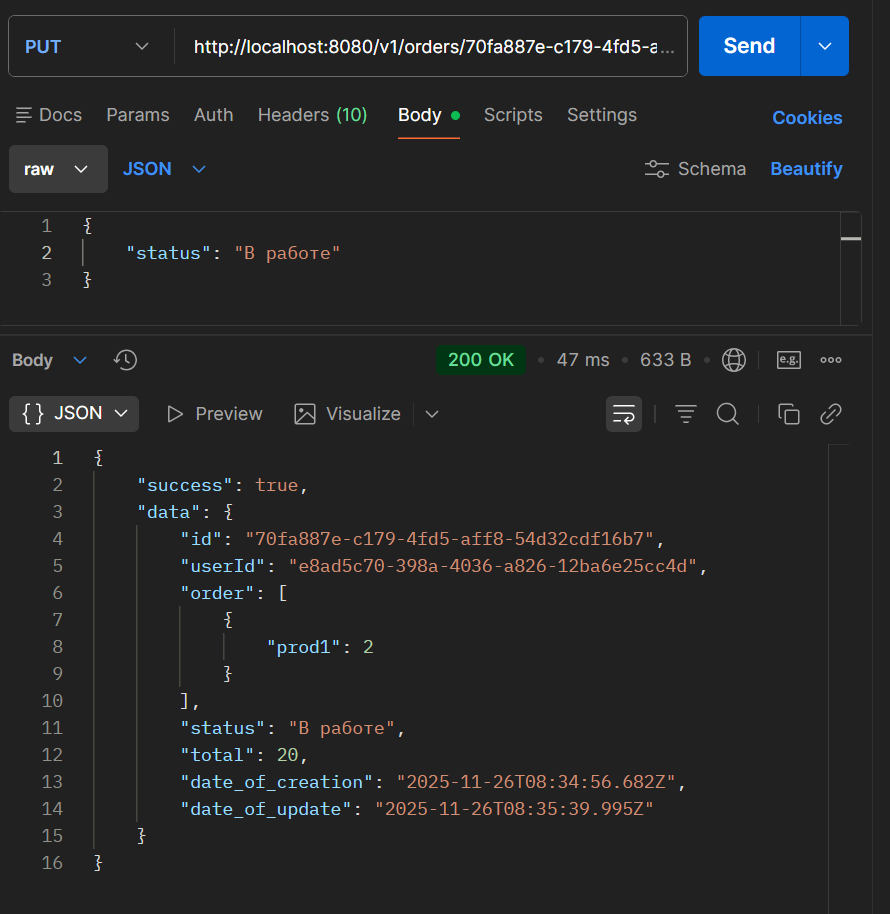 PUT http://localhost:8080/v1/orders/70fa887e-c179-4fd5-a... Send
Docs Params Auth Headers (10) Body Scripts Settings Cookies
raw JSON Schema Beautify
1 {
2 "status": "В работе"
3 }
Body 200 OK • 47 ms • 633 B • e.g.
{} JSON Preview Visualize
1 {
2 "success": true,
3 "data": {
4 "id": "70fa887e-c179-4fd5-aff8-54d32cdf16b7",
5 "userId": "e8ad5c70-398a-4036-a826-12ba6e25cc4d",
6 "order": [
7 {
8 "prod1": 2
9 }
10 ],
11 "status": "В работе",
12 "total": 20,
13 "date_of_creation": "2025-11-26T08:34:56.682Z",
14 "date_of_update": "2025-11-26T08:35:39.995Z"
15 }
16 }